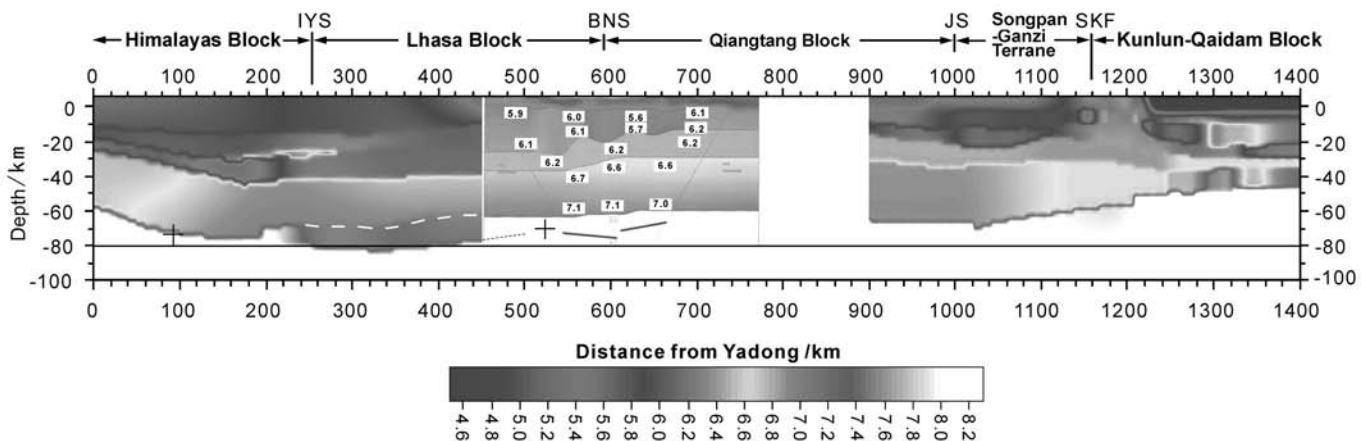 IYS BNS JS Songpan SKF
-Ganzi
Terrane
Himalayas Block Lhasa Block Qiangtang Block Kunlun-Qaidam Block
0 100 200 300 400 500 600 700 800 900 1000 1100 1200 1300 1400
0 0
5.9 6.0 5.6 6.1
6.1 5.7 6.2
-20 -20
6.1 6.2 6.2
6.2 6.6 6.6
-40 6.7 -40
Depth/km
-60 7.1 7.1 7.0 -60
-80 -80
-100 -100
0 100 200 300 400 500 600 700 800 900 1000 1100 1200 1300 1400
Distance from Yadong /km
4.6 4.8 5.0 5.2 5.4 5.6 5.8 6.0 6.2 6.4 6.6 6.8 7.0 7.2 7.4 7.6 7.8 8.0 8.2